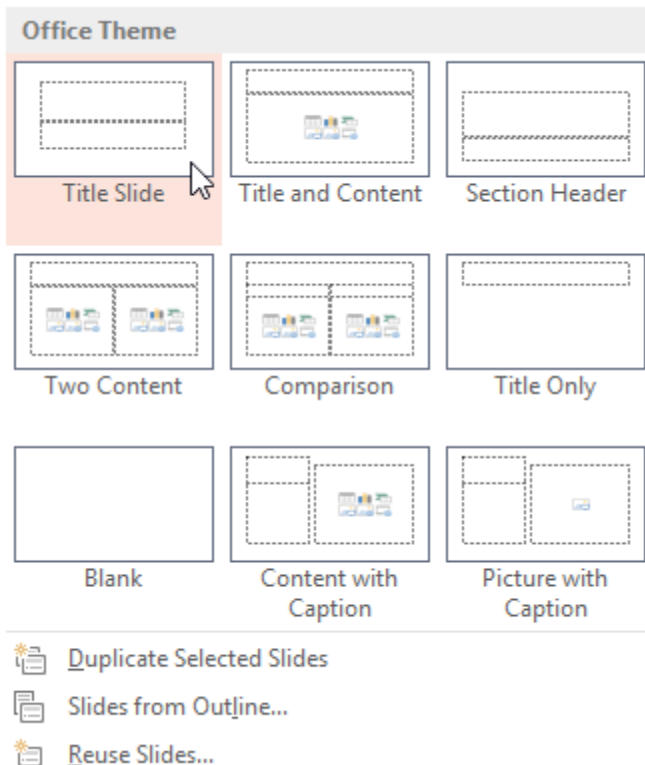 Office Theme
Title Slide
Title and Content
Section Header
Two Content
Comparison
Title Only
Blank
Content with
Caption
Picture with
Caption
Duplicate Selected Slides
Slides from Outline...
Reuse Slides...